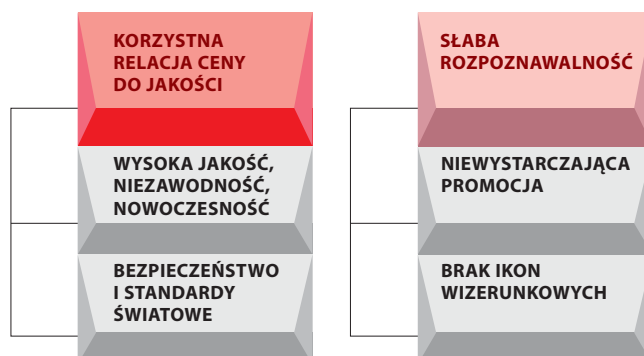 KORZYSTNA
RELACJA CENY
DO JAKOŚCI
WYSOKA JAKOŚĆ,
NIEZAWODNOŚĆ,
NOWOCZESNOŚĆ
BEZPIECZEŃSTWO
I STANDARDY
ŚWIATOWE
SŁABA
ROZPOZNAWALNOŚĆ
NIEWYSTARCZAJĄCA
PROMOCJA
BRAK IKON
WIZERUNKOWYCH